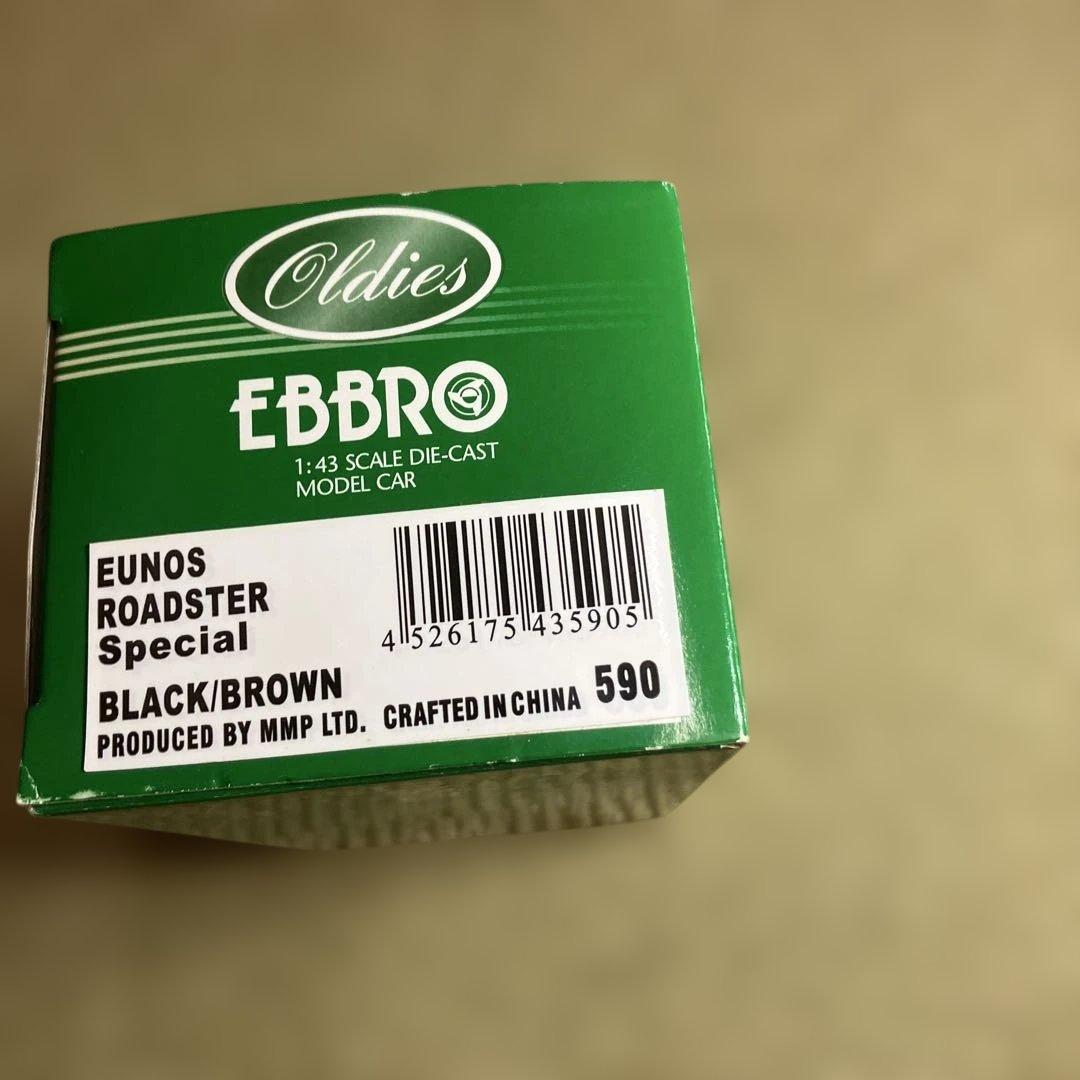 Oldies
EBBRO
1:43 SCALE DIE-CAST
MODEL CAR
EUNOS
ROADSTER
Special
4 526175 435905
BLACK/BROWN
PRODUCED BY MMP LTD. CRAFTED IN CHINA 590